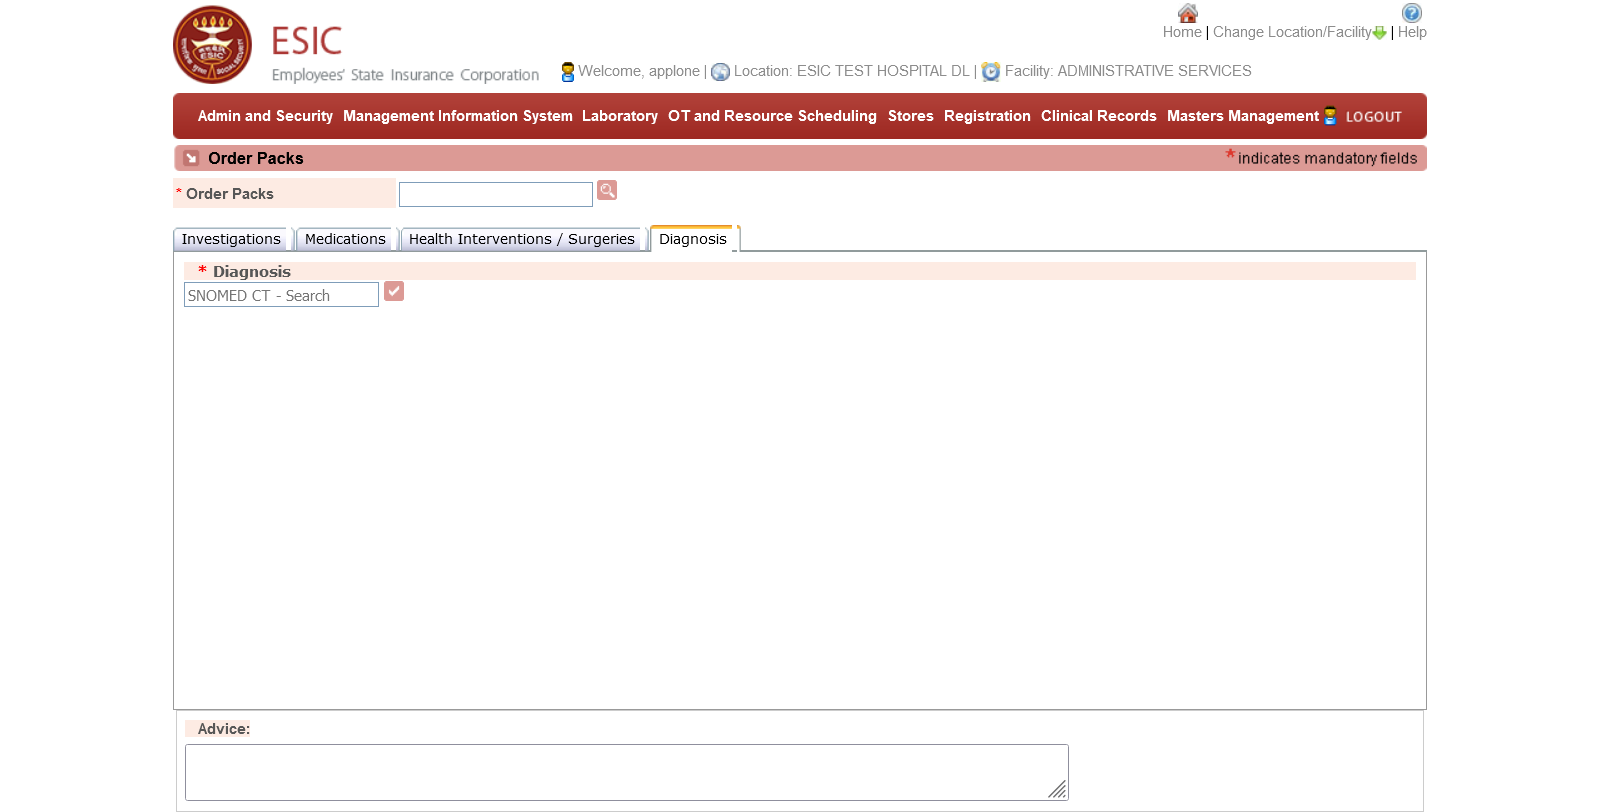 ESIC
Employees' State Insurance Corporation
Welcome, applone | Location: ESIC TEST HOSPITAL DL | Facility: ADMINISTRATIVE SERVICES
Home | Change Location/Facility | Help
Admin and Security Management Information System Laboratory OT and Resource Scheduling Stores Registration Clinical Records Masters Management LOGOUT
Order Packs * indicates mandatory fields
* Order Packs
Investigations Medications Health Interventions / Surgeries Diagnosis
* Diagnosis
SNOMED CT - Search
Advice: